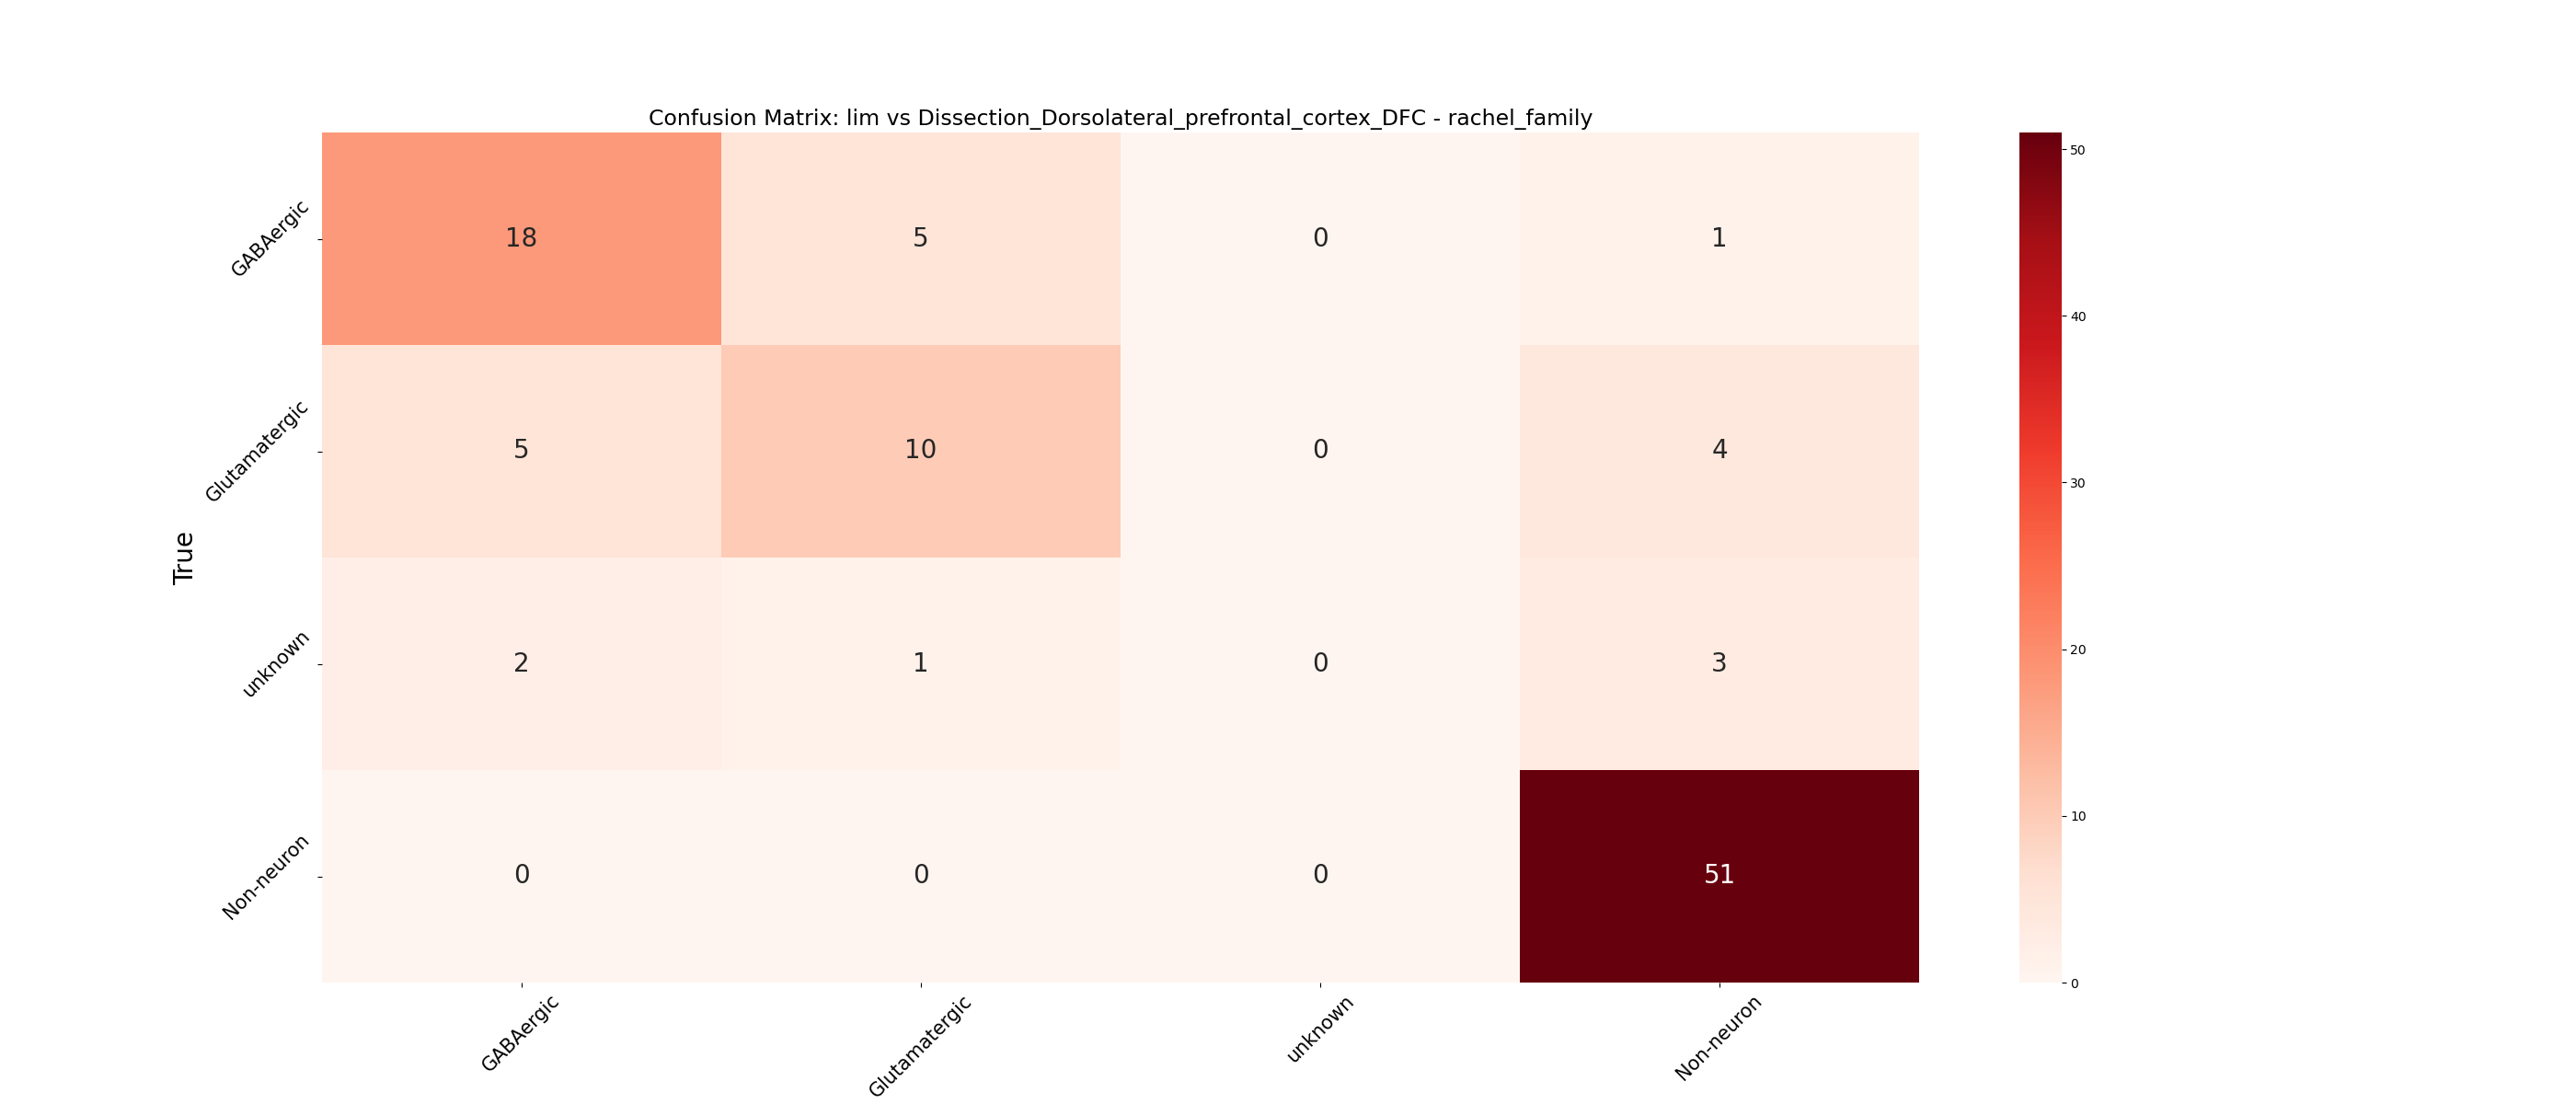 Confusion Matrix: lim vs Dissection_Dorsolateral_prefrontal_cortex_DFC - rachel_family
True
GABAergic
18
5
0
1
Glutamatergic
5
10
0
4
unknown
2
1
0
3
Non-neuron
0
0
0
51
GABAergic
Glutamatergic
unknown
Non-neuron
50
40
30
20
10
0